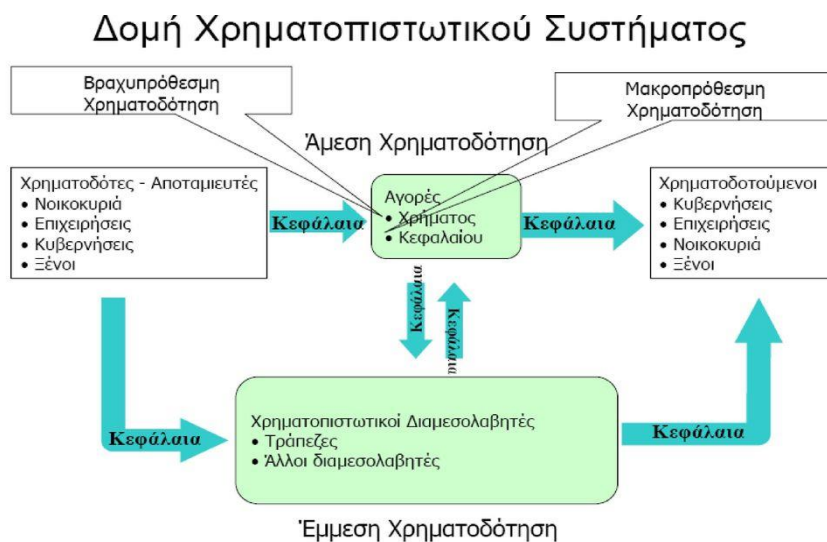 Δομή Χρηματοπιστωτικού Συστήματος
Βραχυπρόθεσμη
Χρηματοδότηση
Μακροπρόθεσμη
Χρηματοδότηση
Άμεση Χρηματοδότηση
Χρηματοδότες - Αποταμιευτές
• Νοικοκυριά
• Επιχειρήσεις
• Κυβερνήσεις
• Ξένοι
Κεφάλαια
Αγορές
• Χρήματος
• Κεφαλαίου
Κεφάλαια
Χρηματοδοτούμενοι
• Κυβερνήσεις
• Επιχειρήσεις
• Νοικοκυριά
• Ξένοι
Κεφάλαια
Κεφάλαια
Κεφάλαια
Χρηματοπιστωτικοί Διαμεσολαβητές
• Τράπεζες
• Άλλοι διαμεσολαβητές
Κεφάλαια
Έμμεση Χρηματοδότηση